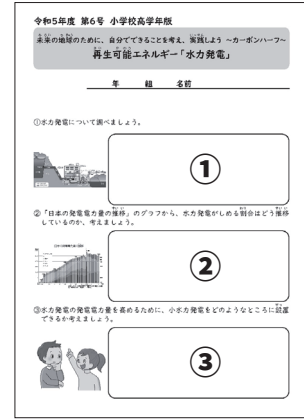 令和5年度 第6号 小学校高学年版
未来の地球のために、自分でできることを考え、実践しよう ～カーボンハーフ～
再生可能エネルギー「水力発電」
年 組 名前
①水力発電について調べましょう。
1
②「日本の発電電力量の推移」のグラフから、水力発電がしめる割合はどう推移
しているのか、考えましょう。
2
③水力発電の発電電力量を高めるために、小水力発電をどのようなところに設置
できるか考えましょう。
3